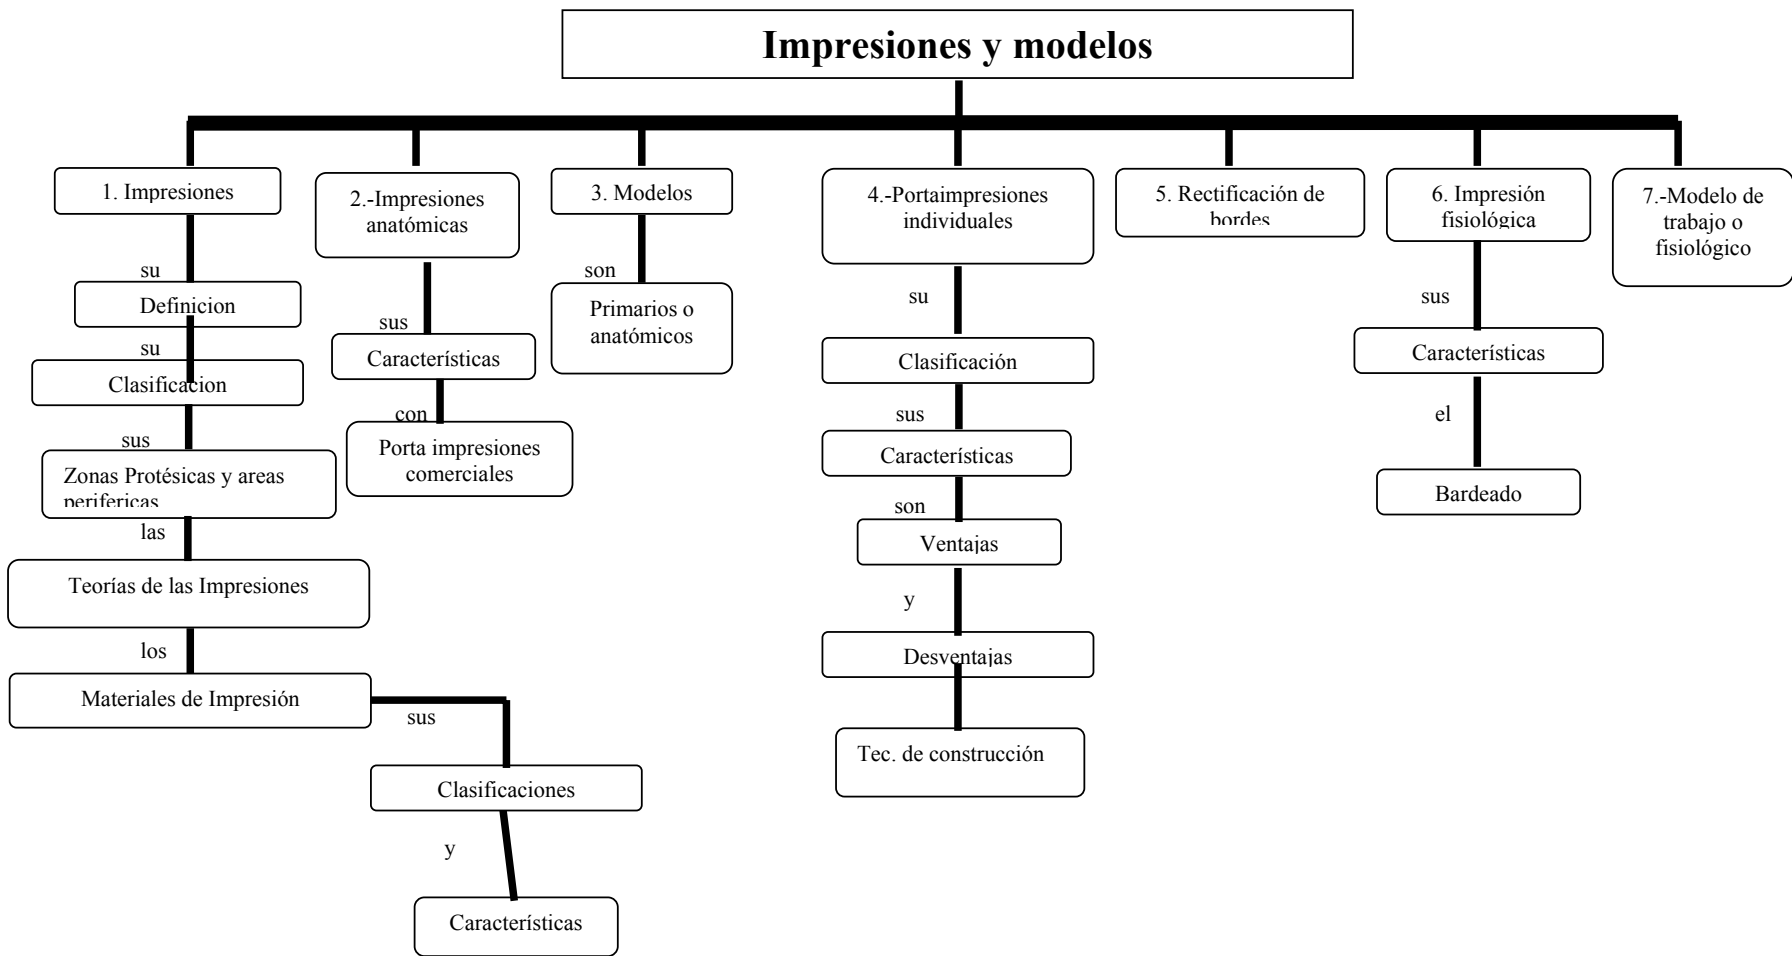 Impresiones y modelos
1. Impresiones
su
Definicion
su
Clasificacion
sus
Zonas Protésicas y areas
perifericas
las
Teorías de las Impresiones
los
Materiales de Impresión
sus
Clasificaciones
y
Características
2.-Impresiones
anatómicas
sus
Características
con
Porta impresiones
comerciales
3. Modelos
son
Primarios o
anatómicos
4.-Portaimpresiones
individuales
su
Clasificación
sus
Características
son
Ventajas
y
Desventajas
Tec. de construcción
5. Rectificación de
bordes
6. Impresión
fisiológica
sus
Características
el
Bardeado
7.-Modelo de
trabajo o
fisiológico